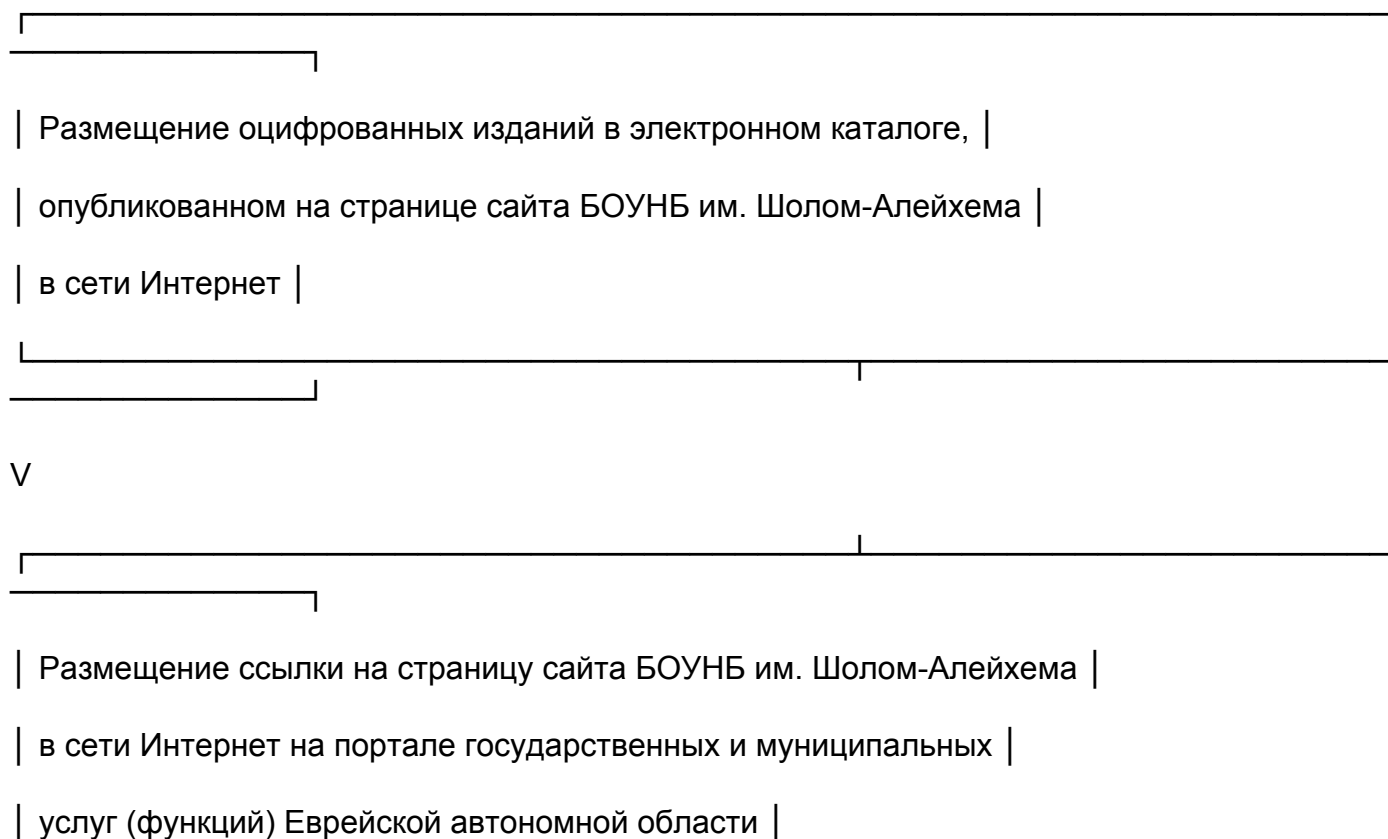 Размещение оцифрованных изданий в электронном каталоге,
опубликованном на странице сайта БОУНБ им. Шолом-Алейхема
в сети Интернет
V
Размещение ссылки на страницу сайта БОУНБ им. Шолом-Алейхема
в сети Интернет на портале государственных и муниципальных
услуг (функций) Еврейской автономной области